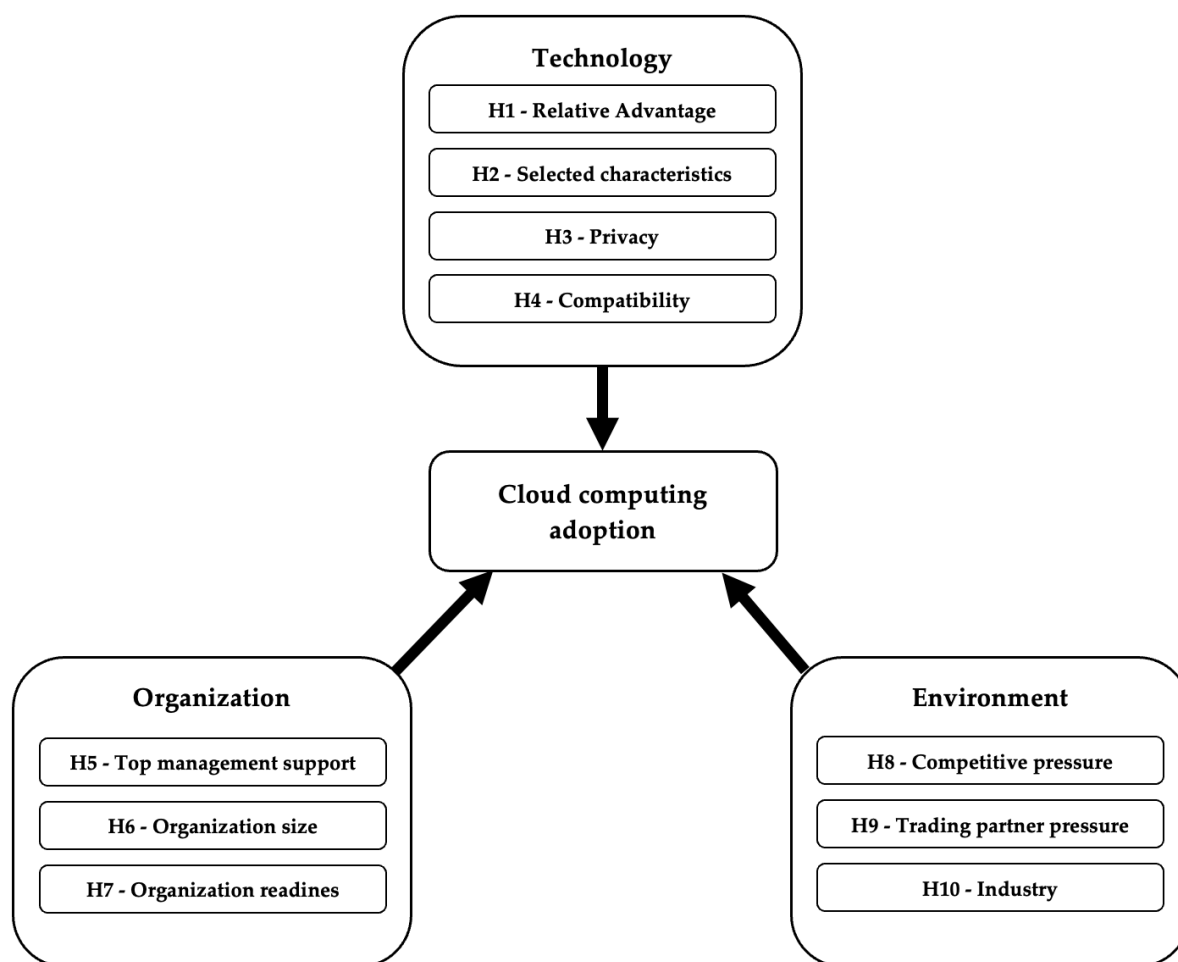 Technology
H1 - Relative Advantage
H2 - Selected characteristics
H3 - Privacy
H4 - Compatibility
Cloud computing
adoption
Organization
H5 - Top management support
H6 - Organization size
H7 - Organization readines
Environment
H8 - Competitive pressure
H9 - Trading partner pressure
H10 - Industry